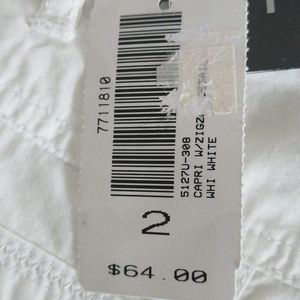 7711810
5127U-308
CAPRI W/ZIGZ
WHI WHITE
2
$64.00